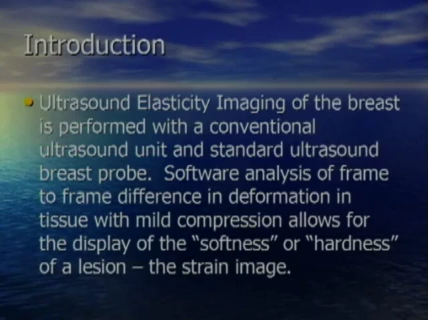 Introduction
Ultrasound Elasticity Imaging of the breast
is performed with a conventional
ultrasound unit and standard ultrasound
breast probe.  Software analysis of frame
to frame difference in deformation in
tissue with mild compression allows for
the display of the “softness” or “hardness”
of a lesion – the strain image.